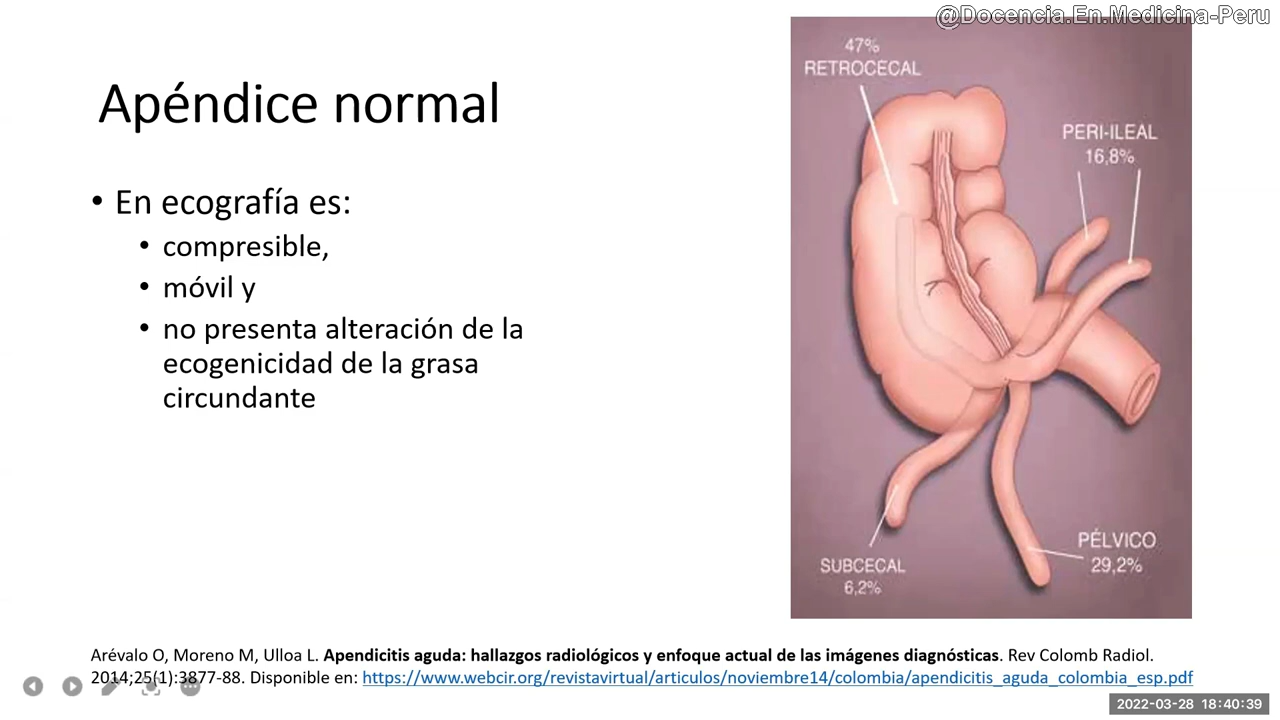 @Docencia.En.Medicina-Peru
Apéndice normal
• En ecografía es:
• compresible,
• móvil y
• no presenta alteración de la
ecogenicidad de la grasa
circundante
47%
RETROCECAL
PERI-ILEAL
16,8%
SUBCECAL
6,2%
PÉLVICO
29,2%
Arévalo O, Moreno M, Ulloa L. Apendicitis aguda: hallazgos radiológicos y enfoque actual de las imágenes diagnósticas. Rev Colomb Radiol.
2014;25(1):3877-88. Disponible en: https://www.webcir.org/revistavirtual/articulos/noviembre14/colombia/apendicitis_aguda_colombia_esp.pdf
2022-03-28 18:40:39